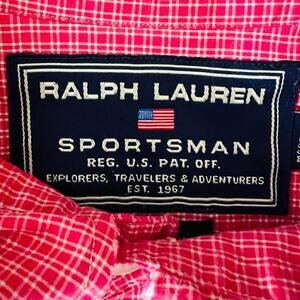 RALPH LAUREN
SPORTSMAN
REG. U.S. PAT. OFF.
EXPLORERS, TRAVELERS & ADVENTURERS
EST. 1967